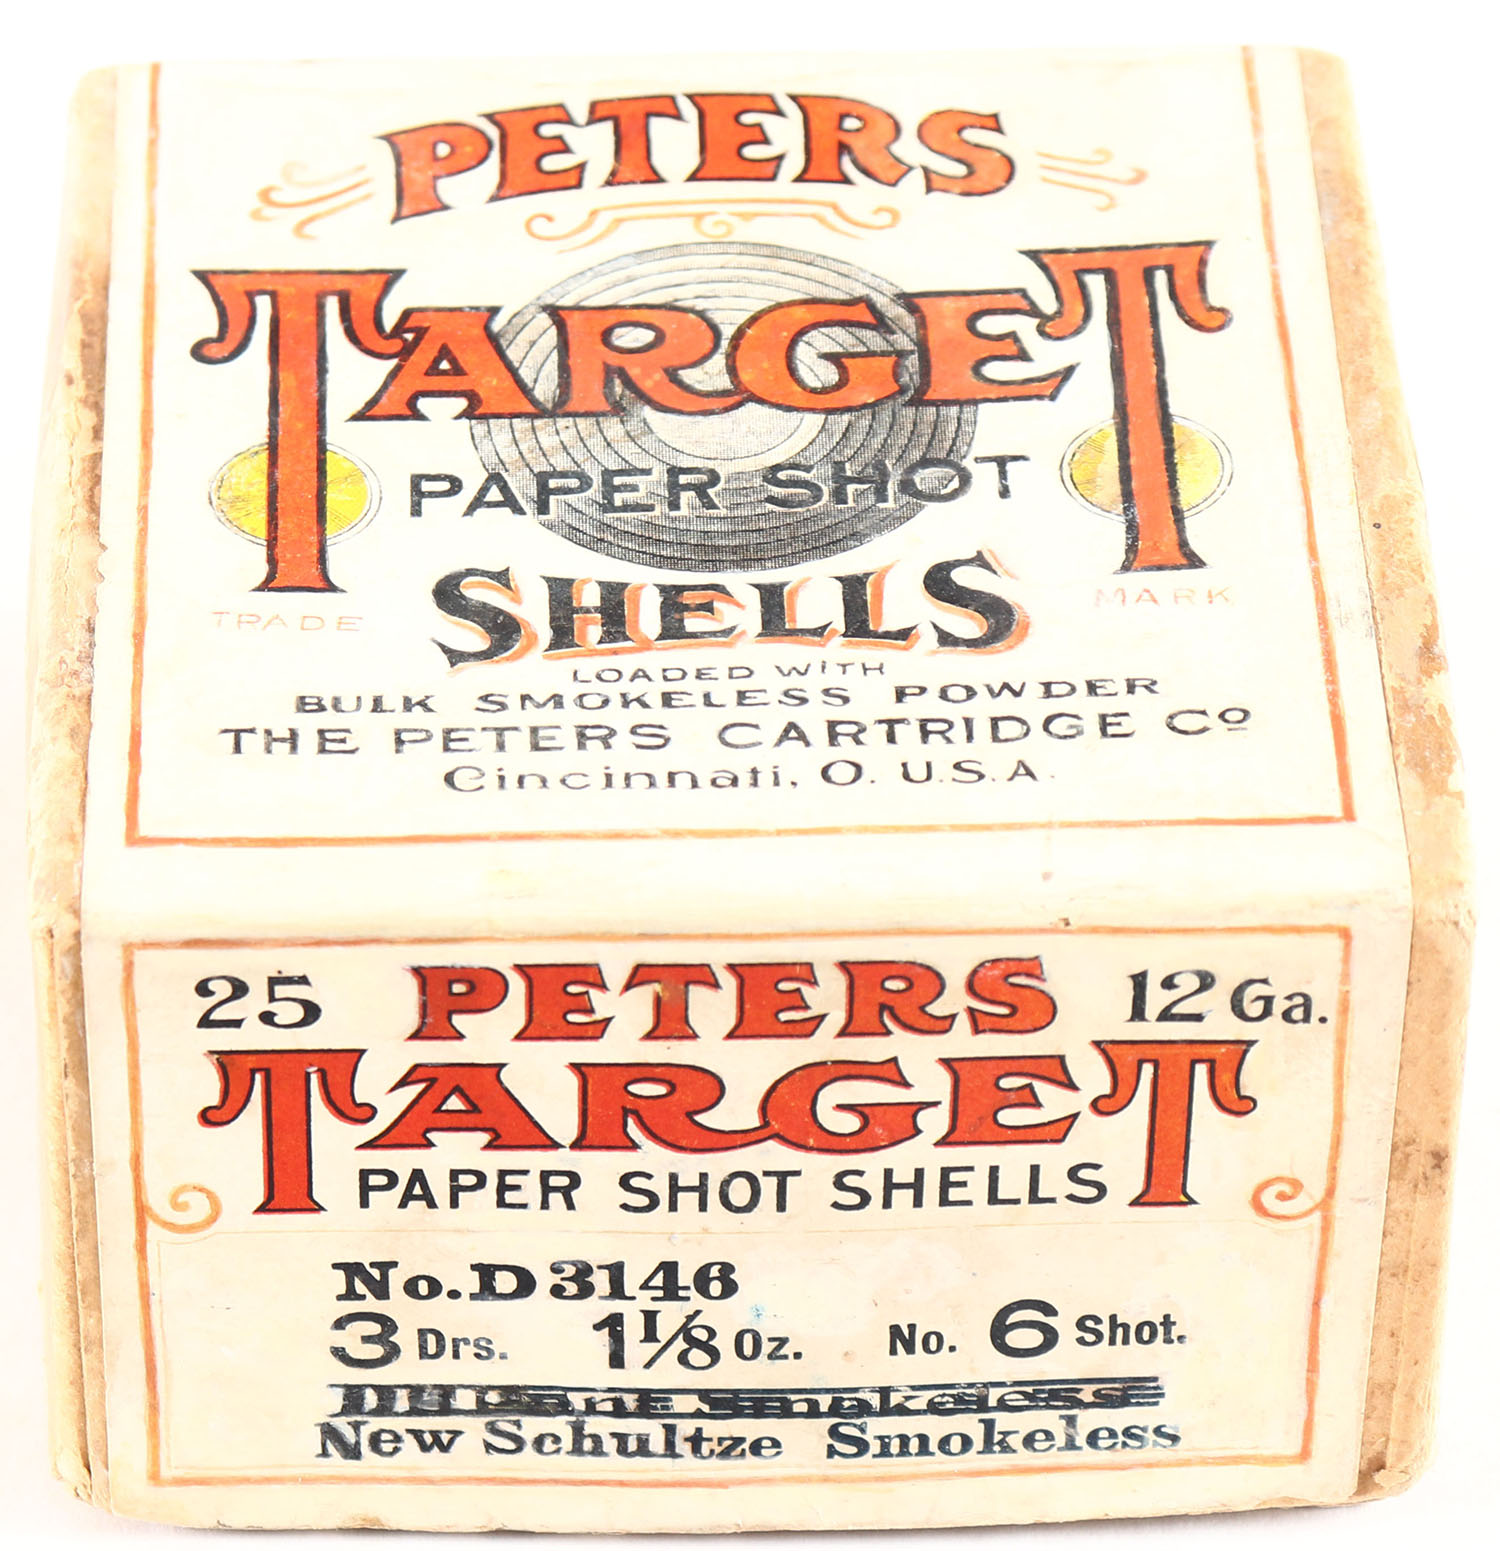 PETERS
TARGET
PAPER SHOT
SHELLS
TRADE MARK
LOADED WITH
BULK SMOKELESS POWDER
THE PETERS CARTRIDGE Cº
Cincinnati, O. U.S.A.
25 PETERS 12 Ga.
TARGET
PAPER SHOT SHELLS
No. D 3146
3 Drs. 1 1/8 Oz. No. 6 Shot.
Smokeless
New Schultze Smokeless